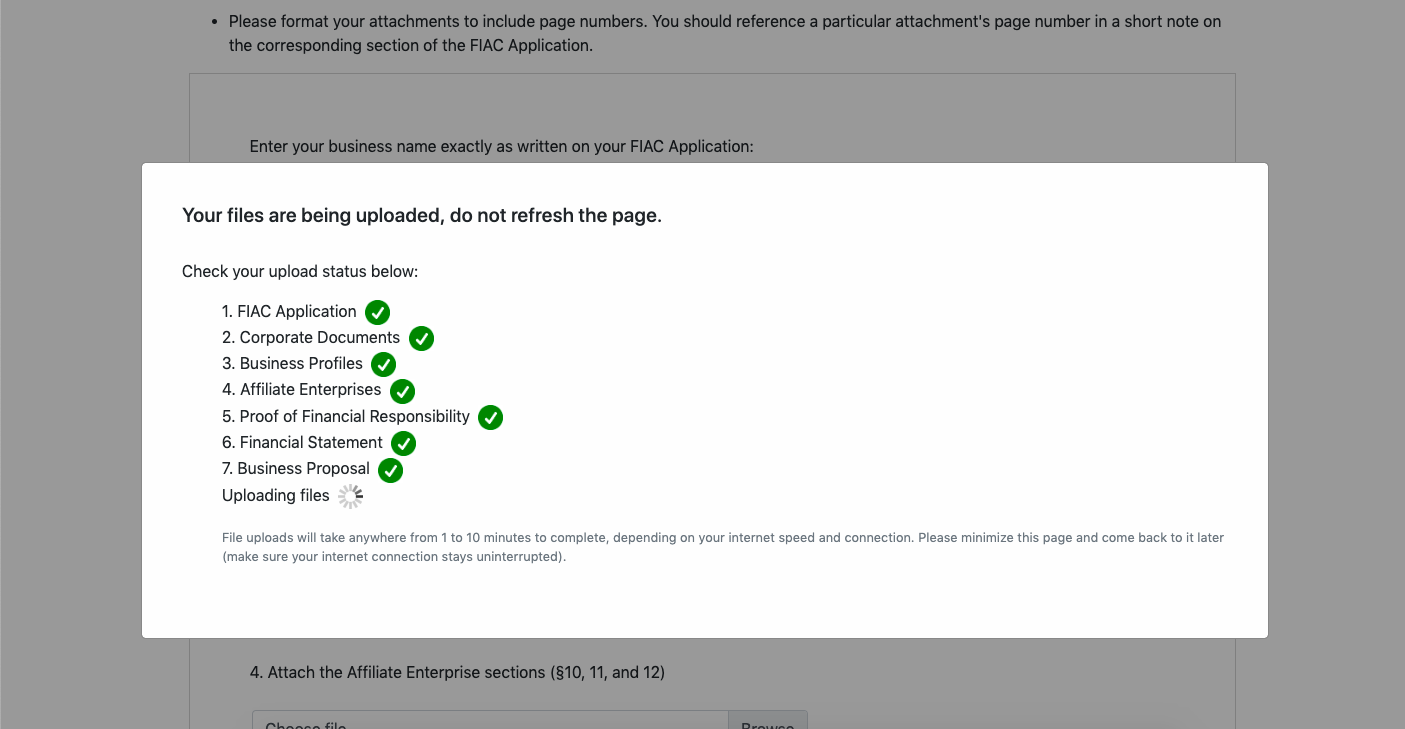 • Please format your attachments to include page numbers. You should reference a particular attachment's page number in a short note on
the corresponding section of the FIAC Application.
Enter your business name exactly as written on your FIAC Application:
Your files are being uploaded, do not refresh the page.
Check your upload status below:
1. FIAC Application
2. Corporate Documents
3. Business Profiles
4. Affiliate Enterprises
5. Proof of Financial Responsibility
6. Financial Statement
7. Business Proposal
Uploading files
File uploads will take anywhere from 1 to 10 minutes to complete, depending on your internet speed and connection. Please minimize this page and come back to it later
(make sure your internet connection stays uninterrupted).
4. Attach the Affiliate Enterprise sections (§10, 11, and 12)
Choose file
Browse